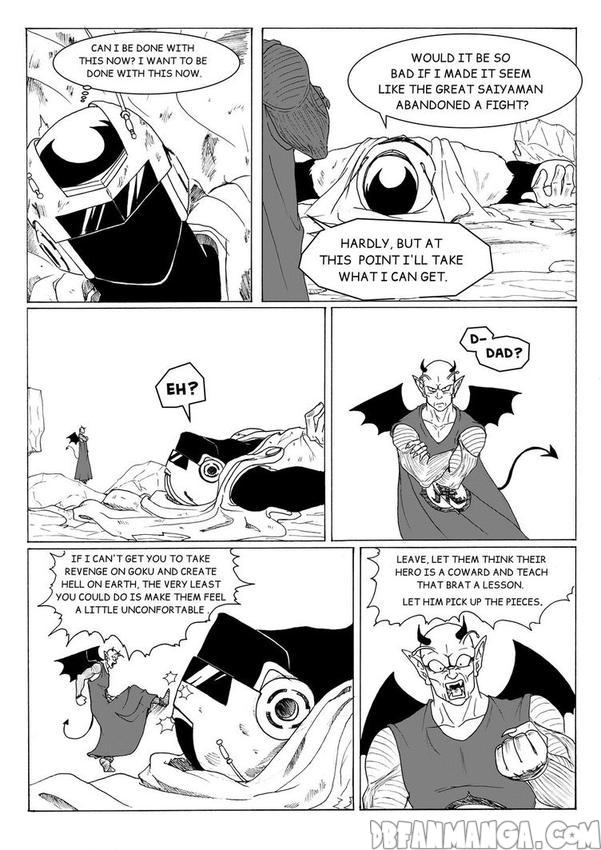 CAN I BE DONE WITH
THIS NOW? I WANT TO BE
DONE WITH THIS NOW.
WOULD IT BE SO
BAD IF I MADE IT SEEM
LIKE THE GREAT SAIYAMAN
ABANDONED A FIGHT?
HARDLY, BUT AT
THIS POINT I'LL TAKE
WHAT I CAN GET.
EH?
D-
DAD?
IF I CAN'T GET YOU TO TAKE
REVENGE ON GOKU AND CREATE
HELL ON EARTH, THE VERY LEAST
YOU COULD DO IS MAKE THEM FEEL
A LITTLE UNCONFORTABLE.
LEAVE, LET THEM THINK THEIR
HERO IS A COWARD AND TEACH
THAT BRAT A LESSON.
LET HIM PICK UP THE PIECES.
DBFANMANGA.COM